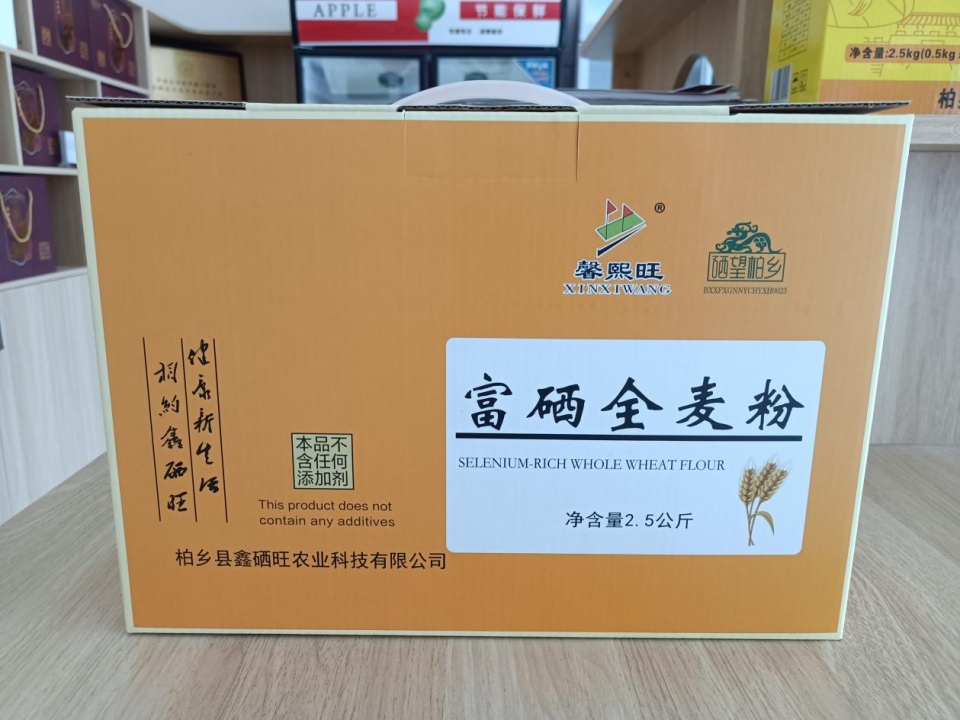 APPLE
节能保鲜
净含量:2.5kg(0.5kg
柏
馨熙旺
®
XINXIWANG
硒望柏乡
BXXFXGNNYCHYXH0023
健康新生活
相約鑫硒旺
本品不
含任何
添加剂
This product does not
contain any additives
柏乡县鑫硒旺农业科技有限公司
富硒全麦粉
SELENIUM-RICH WHOLE WHEAT FLOUR
净含量2.5公斤